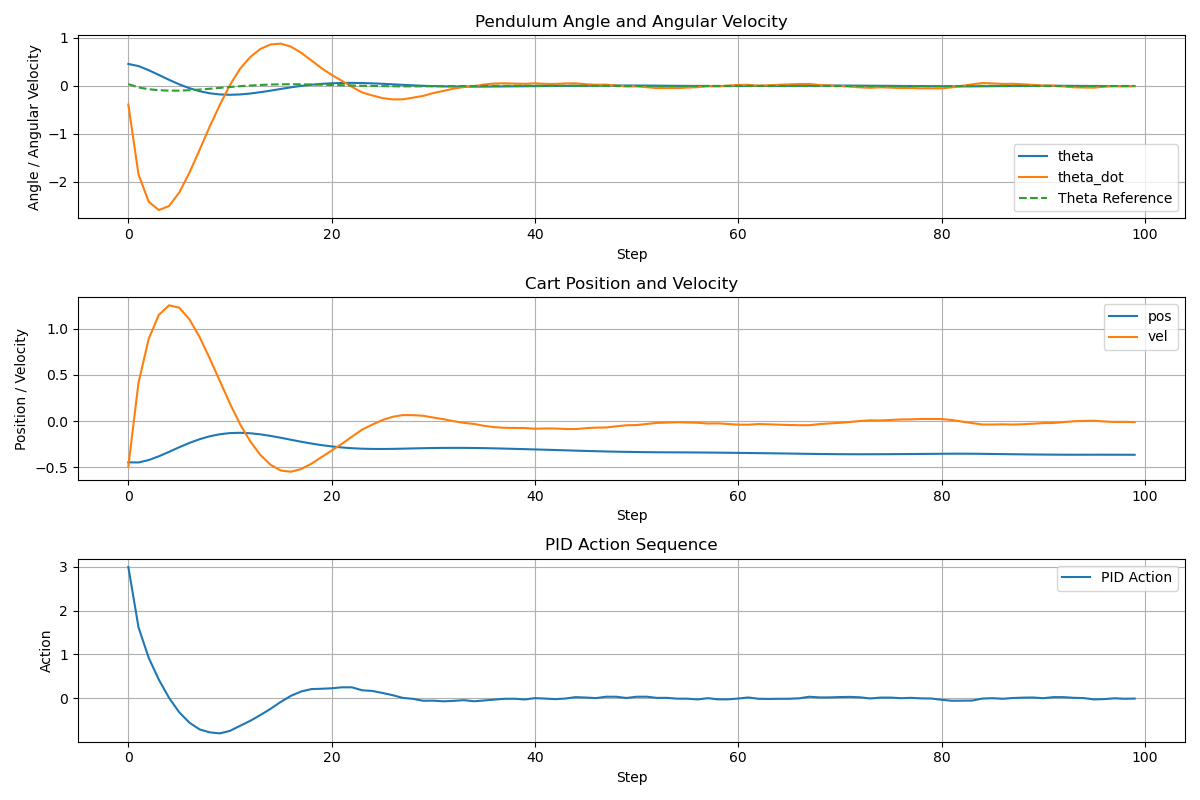 Pendulum Angle and Angular Velocity
Angle / Angular Velocity
1
0
−1
−2
theta
theta_dot
Theta Reference
0 20 40 60 80 100
Step
Cart Position and Velocity
Position / Velocity
1.0
0.5
0.0
−0.5
pos
vel
0 20 40 60 80 100
Step
PID Action Sequence
Action
3
2
1
0
PID Action
0 20 40 60 80 100
Step